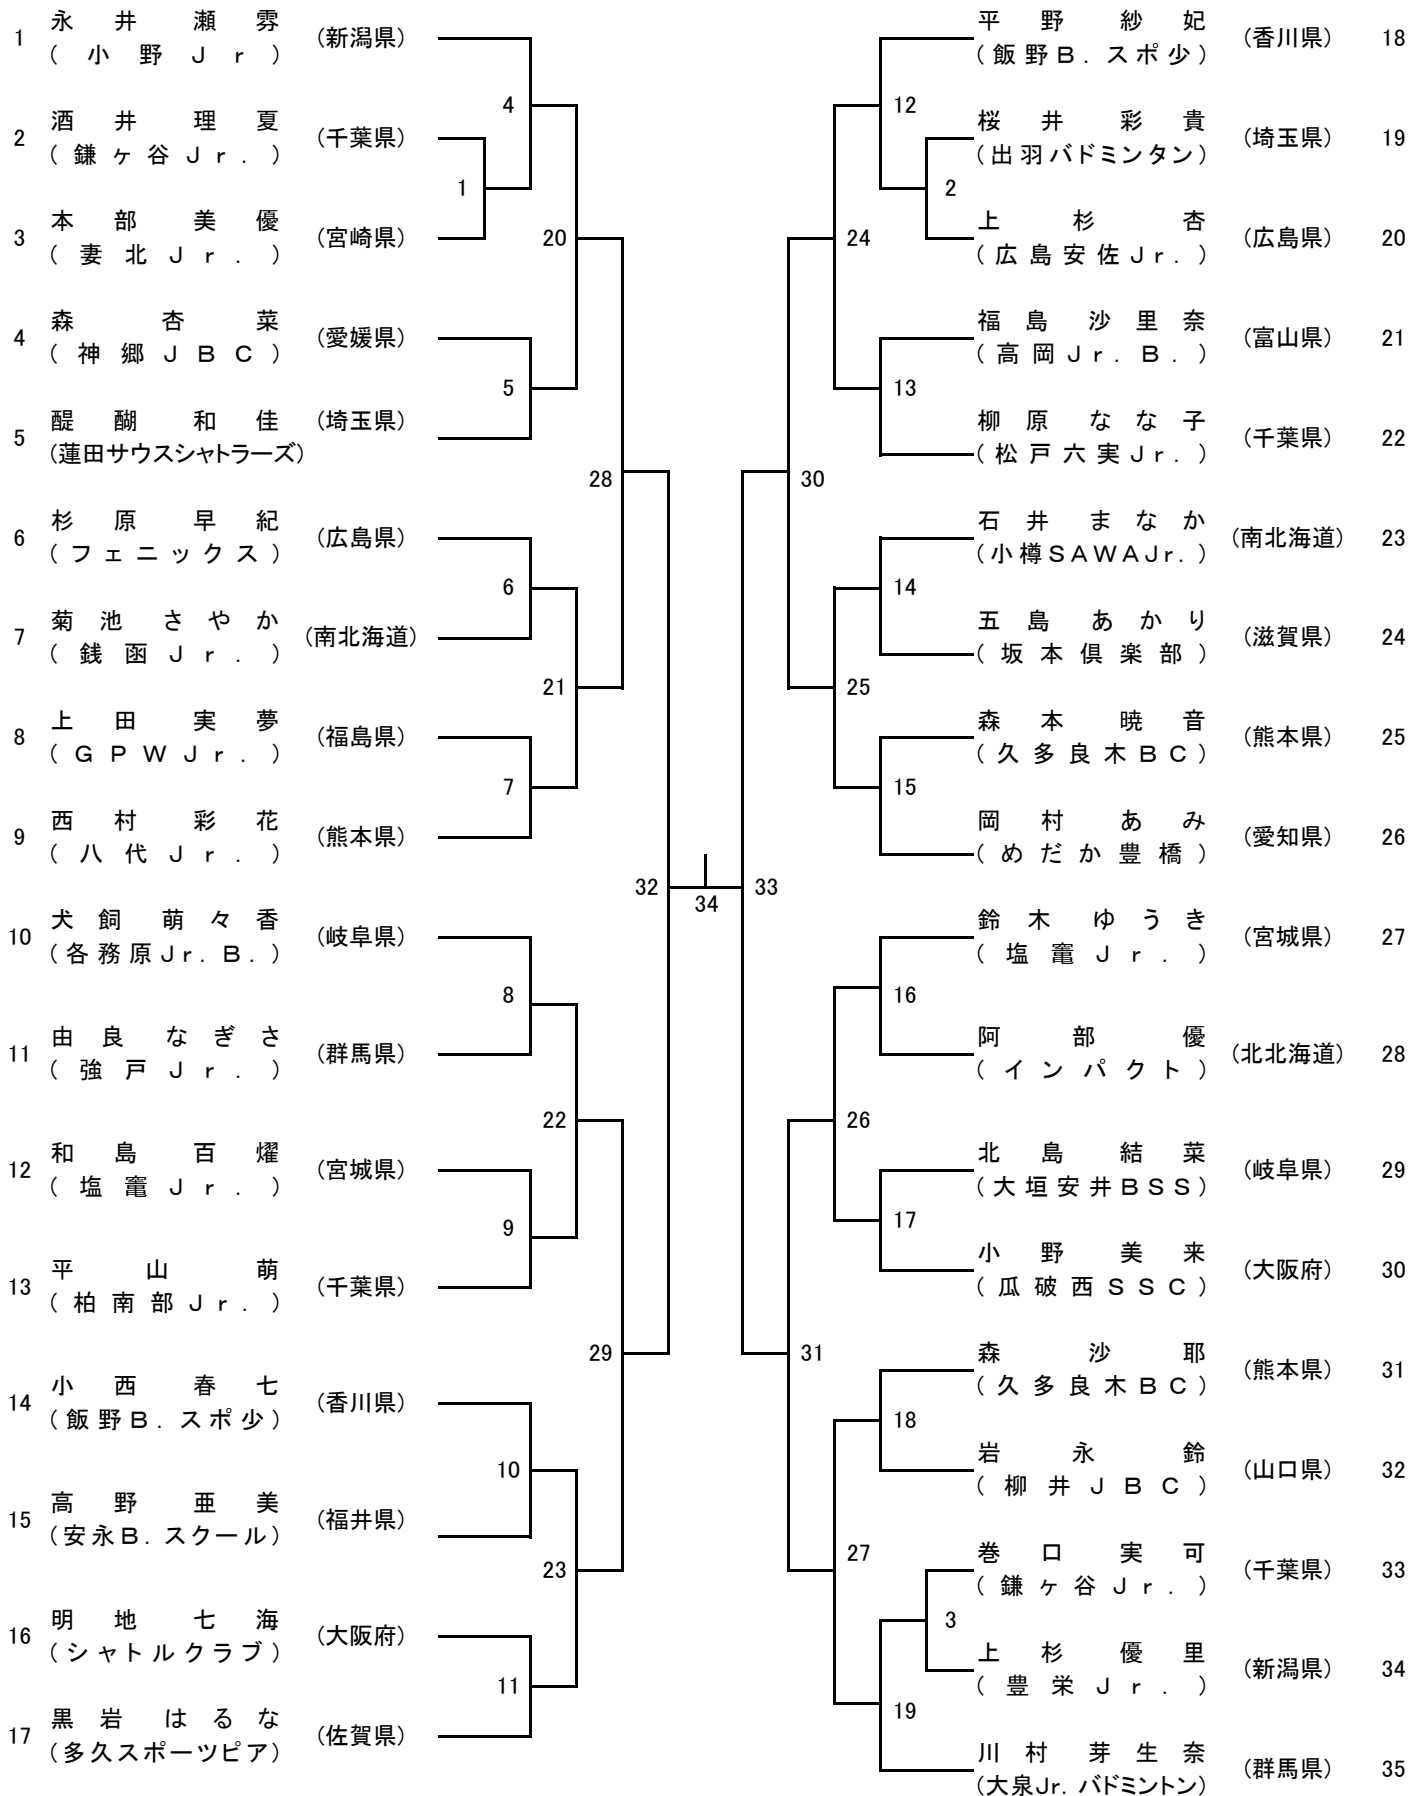 1 永井 瀬雰 (小野Jr) (新潟県)
2 酒井 理夏 (鎌ヶ谷Jr.) (千葉県)
3 本部 美優 (妻北Jr.) (宮崎県)
4 森 杏菜 (神郷JBC) (愛媛県)
5 醍醐 和佳 (蓮田サウスシャトラーズ) (埼玉県)
6 杉原 早紀 (フェニックス) (広島県)
7 菊池 さやか (銭函Jr.) (南北海道)
8 上田 実夢 (GPWJr.) (福島県)
9 西村 彩花 (八代Jr.) (熊本県)
10 犬飼 萌々香 (各務原Jr.B.) (岐阜県)
11 由良 なぎさ (強戸Jr.) (群馬県)
12 和島 百燿 (塩竈Jr.) (宮城県)
13 平山 萌 (柏南部Jr.) (千葉県)
14 小西 春七 (飯野B.スポ少) (香川県)
15 高野 亜美 (安永B.スクール) (福井県)
16 明地 七海 (シャトルクラブ) (大阪府)
17 黒岩 はるな (多久スポーツピア) (佐賀県)
4
1
20
5
28
6
21
7
32
8
22
9
29
10
23
11
34
33
12
2
24
13
30
14
25
15
16
26
17
31
18
27
3
19
平野 紗妃 (飯野B.スポ少) (香川県) 18
桜井 彩貴 (出羽バドミンタン) (埼玉県) 19
上杉 杏 (広島安佐Jr.) (広島県) 20
福島 沙里奈 (高岡Jr.B.) (富山県) 21
柳原 なな子 (松戸六実Jr.) (千葉県) 22
石井 まなか (小樽SAWAJr.) (南北海道) 23
五島 あかり (坂本倶楽部) (滋賀県) 24
森本 暁音 (久多良木BC) (熊本県) 25
岡村 あみ (めだか豊橋) (愛知県) 26
鈴木 ゆうき (塩竈Jr.) (宮城県) 27
阿部 優 (インパクト) (北北海道) 28
北島 結菜 (大垣安井BSS) (岐阜県) 29
小野 美来 (瓜破西SSC) (大阪府) 30
森 沙耶 (久多良木BC) (熊本県) 31
岩永 鈴 (柳井JBC) (山口県) 32
巻口 実可 (鎌ヶ谷Jr.) (千葉県) 33
上杉 優里 (豊栄Jr.) (新潟県) 34
川村 芽生奈 (大泉Jr.バドミントン) (群馬県) 35